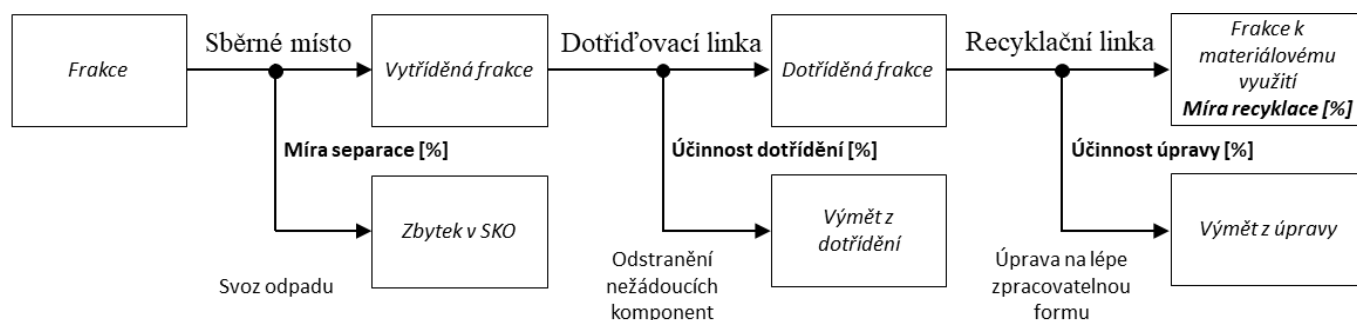 Frakce
Sběrné místo
Vytříděná frakce
Dotřiďovací linka
Dotříděná frakce
Recyklační linka
Frakce k
materiálovému
využití
Míra recyklace [%]
Míra separace [%]
Účinnost dotřídění [%]
Účinnost úpravy [%]
Zbytek v SKO
Výmět z
dotřídění
Výmět z úpravy
Svoz odpadu
Odstranění
nežádoucích
komponent
Úprava na lépe
zpracovatelnou
formu